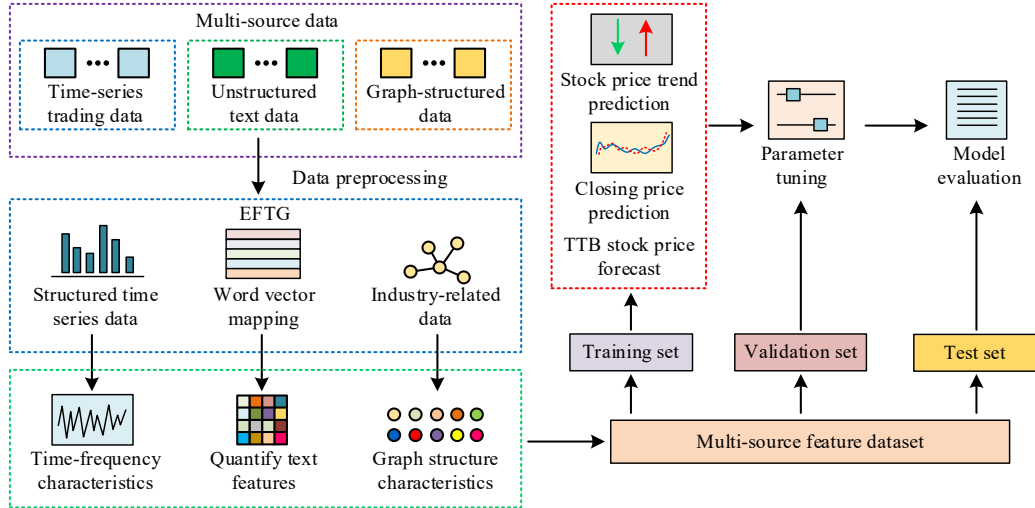 Multi-source data
Time-series
trading data
Unstructured
text data
Graph-structured
data
Data preprocessing
EFTG
Structured time
series data
Word vector
mapping
Industry-related
data
Time-frequency
characteristics
Quantify text
features
Graph structure
characteristics
Stock price trend
prediction
Closing price
prediction
TTB stock price
forecast
Parameter
tuning
Model
evaluation
Training set
Validation set
Test set
Multi-source feature dataset